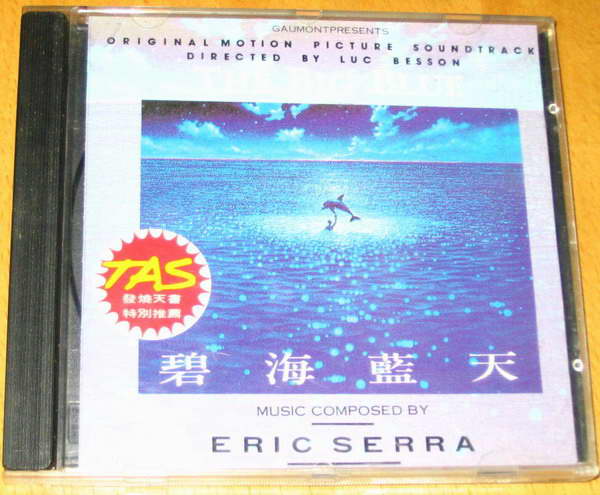 GAUMONTPRESENTS
ORIGINAL MOTION PICTURE SOUNDTRACK
DIRECTED BY LUC BESSON
TAS
發燒天書
特別推薦
碧海藍天
MUSIC COMPOSED BY
ERIC SERRA